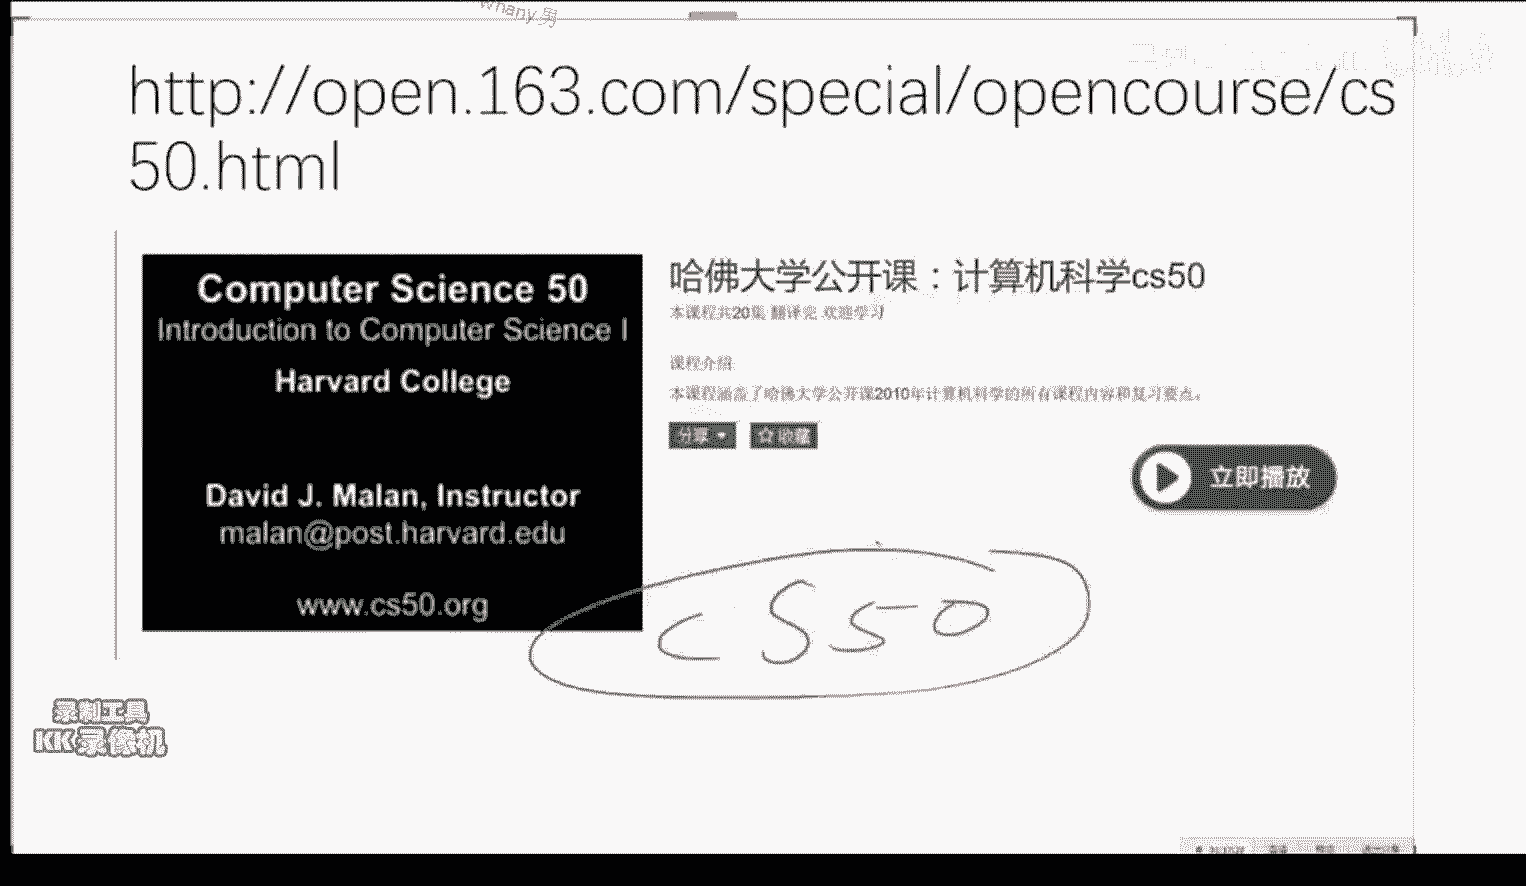 whany 男
http://open.163.com/special/opencourse/cs
50.html
Computer Science 50
Introduction to Computer Science I
Harvard College
David J. Malan, Instructor
malan@post.harvard.edu
www.cs50.org
哈佛大学公开课：计算机科学cs50
本课程共20集 翻译完 欢迎学习
课程介绍
本课程涵盖了哈佛大学公开课2010年计算机科学的所有课程内容和复习要点。
分享 收藏
立即播放
cs50
录制工具
KK录像机